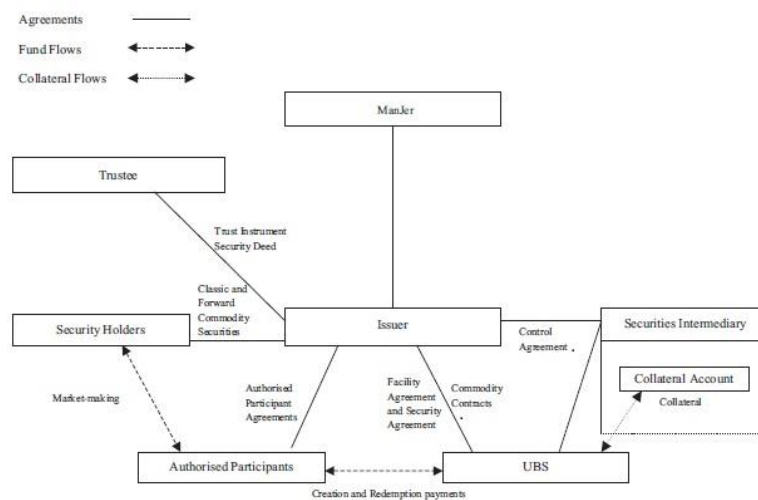 Agreements
Fund Flows
Collateral Flows
ManJer
Trustee
Trust Instrument
Security Deed
Classic and
Forward
Commodity
Securities
Security Holders
Issuer
Securities Intermediary
Control
Agreement
Collateral Account
Collateral
Market-making
Authorised
Participant
Agreements
Facility
Agreement
and Security
Agreement
Commodity
Contracts
Authorised Participants
UBS
Creation and Redemption payments